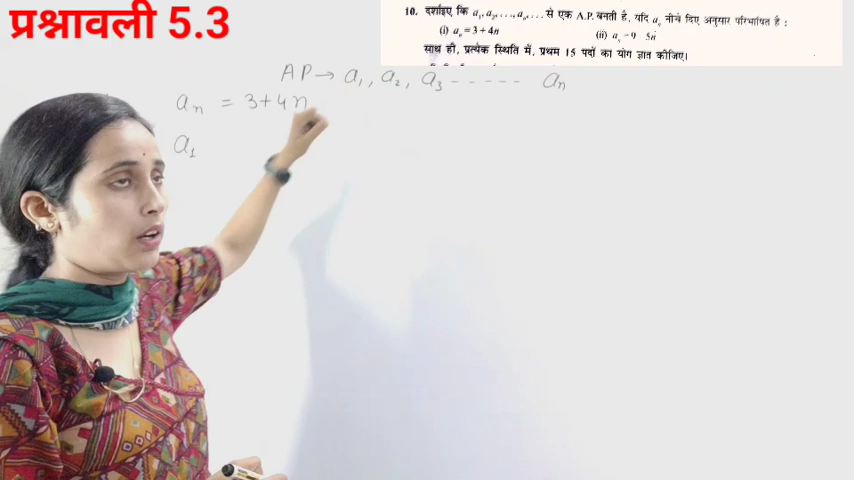 प्रश्नावली 5.3
10. दर्शाइए कि a₁, a₂, . . ., aₙ, . . . से एक A.P. बनती है, यदि aₙ नीचे दिए अनुसार परिभाषित है :
(i) aₙ = 3 + 4n (ii) aₙ 9 5n
साथ ही, प्रत्येक स्थिति में, प्रथम 15 पदों का योग ज्ञात कीजिए।
AP → a₁, a₂, a₃ - - - - - aₙ
aₙ = 3+4n
a₁